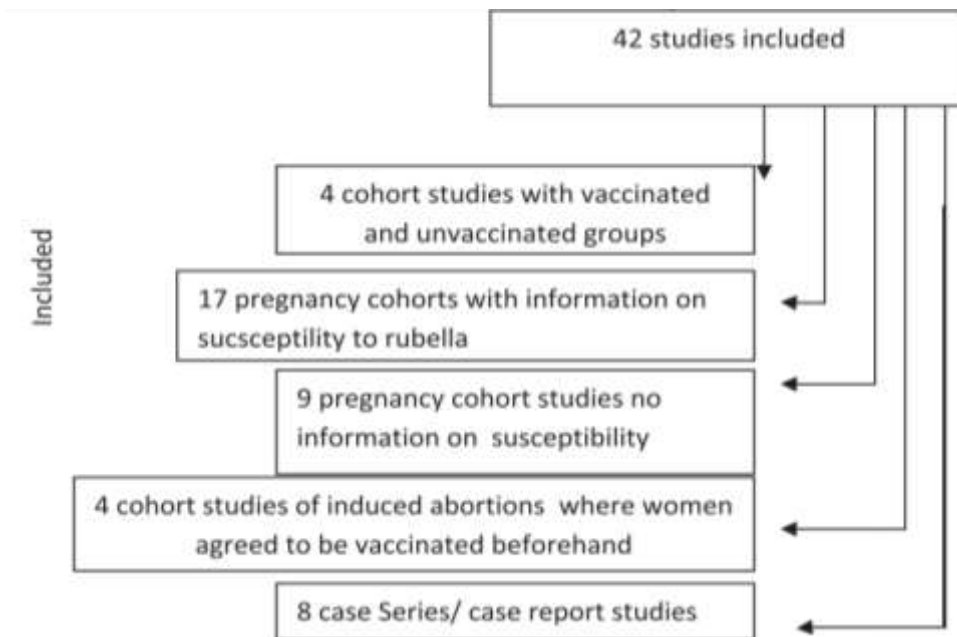 42 studies included
4 cohort studies with vaccinated
and unvaccinated groups
17 pregnancy cohorts with information on
sucsceptility to rubella
9 pregnancy cohort studies no
information on susceptibility
4 cohort studies of induced abortions where women
agreed to be vaccinated beforehand
8 case Series/ case report studies
Included